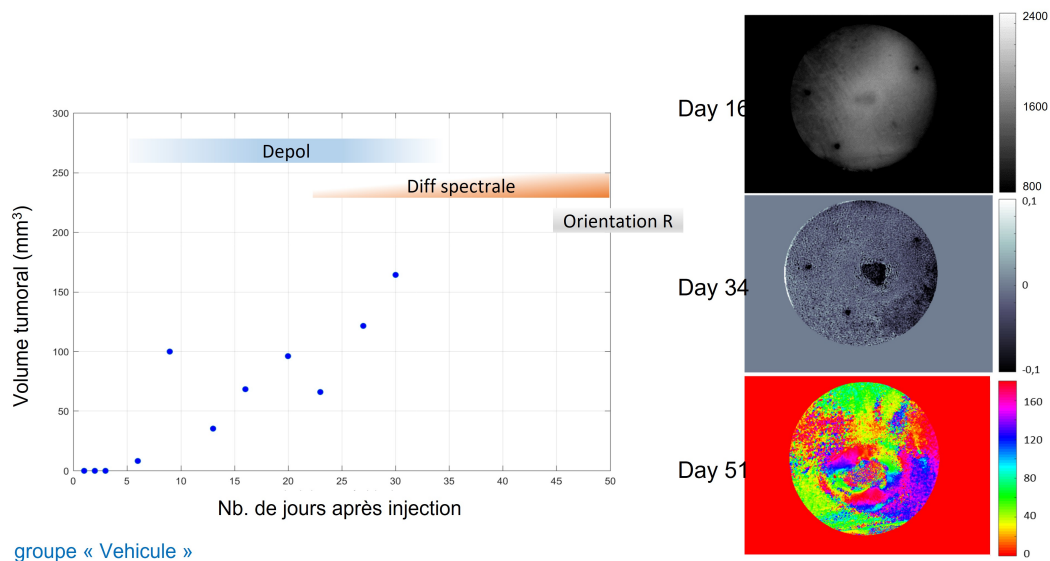 300
250
200
150
100
50
0
Volume tumoral (mm³)
Depol
Diff spectrale
Orientation R
0 5 10 15 20 25 30 35 40 45 50
Nb. de jours après injection
groupe « Vehicule »
Day 16
2400
1600
800
Day 34
0,1
0
-0,1
Day 51
160
120
80
40
0